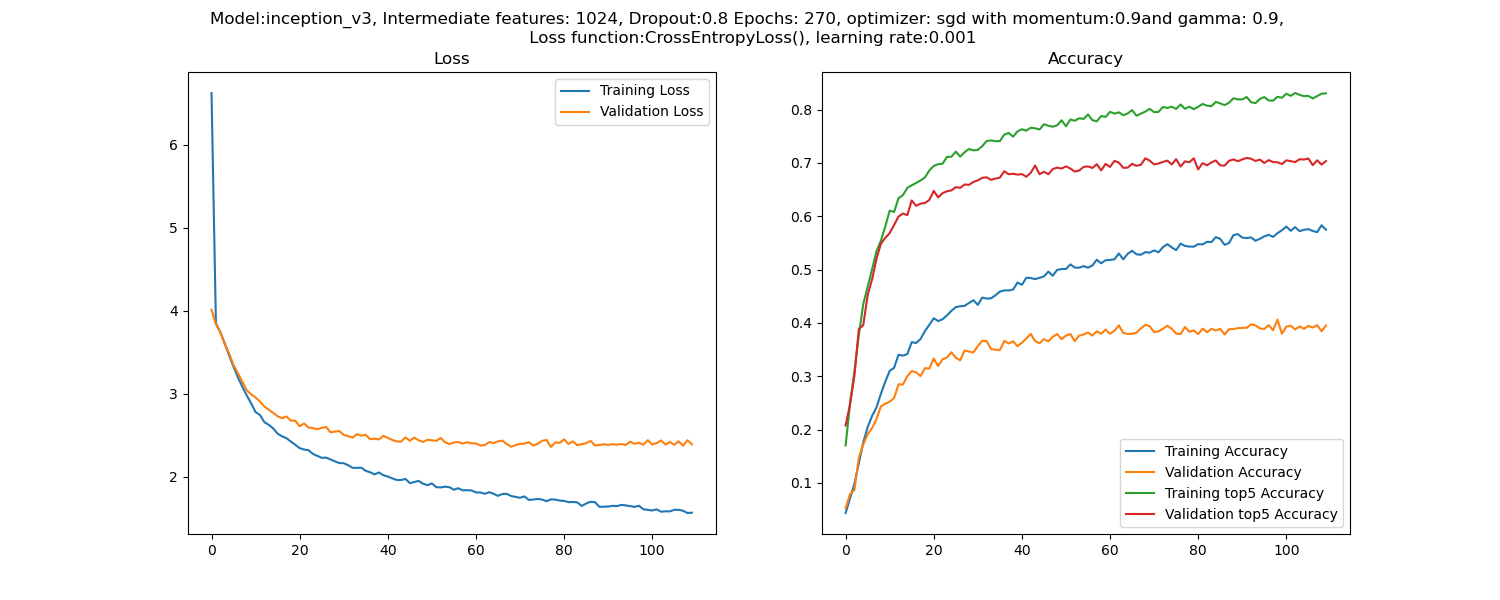 Model:inception_v3, Intermediate features: 1024, Dropout:0.8 Epochs: 270, optimizer: sgd with momentum:0.9and gamma: 0.9,
Loss function:CrossEntropyLoss(), learning rate:0.001
Loss
Training Loss
Validation Loss
6
5
4
3
2
0 20 40 60 80 100
Accuracy
0.8
0.7
0.6
0.5
0.4
0.3
0.2
0.1
Training Accuracy
Validation Accuracy
Training top5 Accuracy
Validation top5 Accuracy
0 20 40 60 80 100